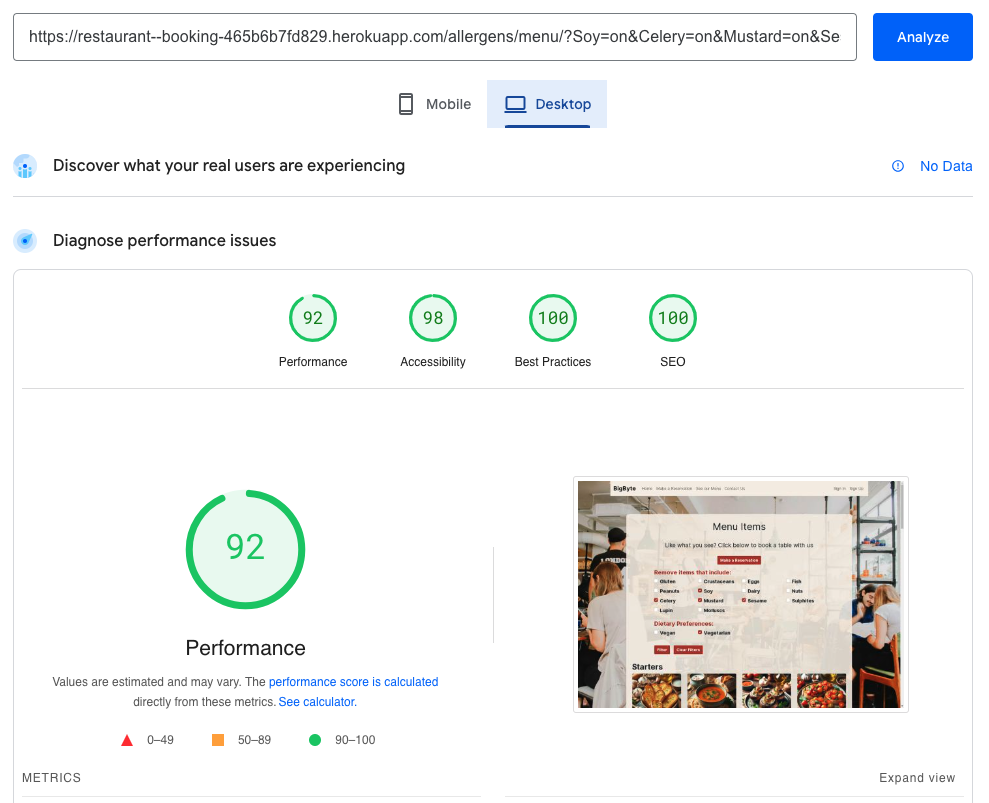 https://restaurant--booking-465b6b7fd829.herokuapp.com/allergens/menu/?Soy=on&Celery=on&Mustard=on&Se
Analyze
Mobile
Desktop
Discover what your real users are experiencing
No Data
Diagnose performance issues
92
98
100
100
Performance
Accessibility
Best Practices
SEO
92
Performance
Values are estimated and may vary. The performance score is calculated
directly from these metrics. See calculator.
0–49
50–89
90–100
BigByte Home Make a Reservation See our Menu Contact Us Sign In Sign Up
Menu Items
Like what you see? Click below to book a table with us
Make a Reservation
Remove items that include:
Gluten Crustaceans Eggs Fish
Peanuts Soy Dairy Nuts
Celery Mustard Sesame Sulphites
Lupin Molluscs
Dietary Preferences:
Vegan Vegetarian
Filter Clear Filters
Starters
METRICS
Expand view